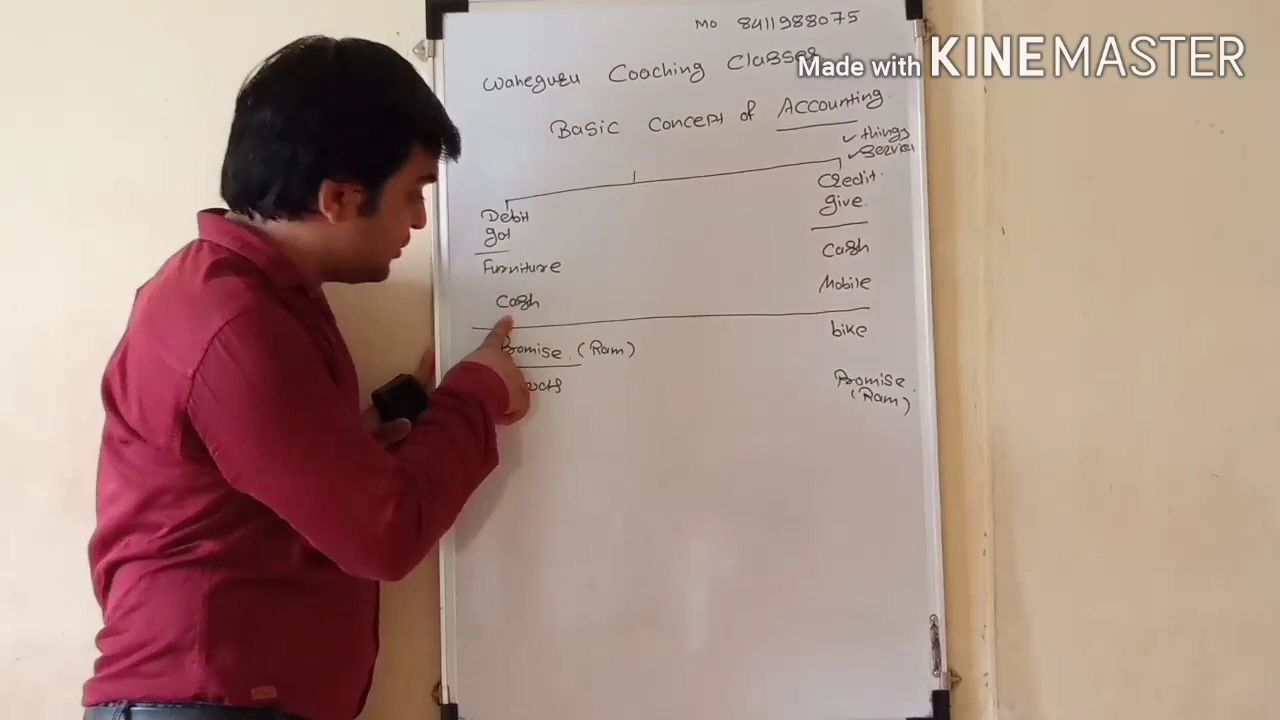 Mo. 8411988075
Made with KINEMASTER
Waheguru Coaching Classes
Basic Concept of Accounting
✓ things
✓ Services
Debit
got
Credit
give
Furniture
Cash
Cash
Mobile
Promise (Ram)
bike
Promise
(Ram)